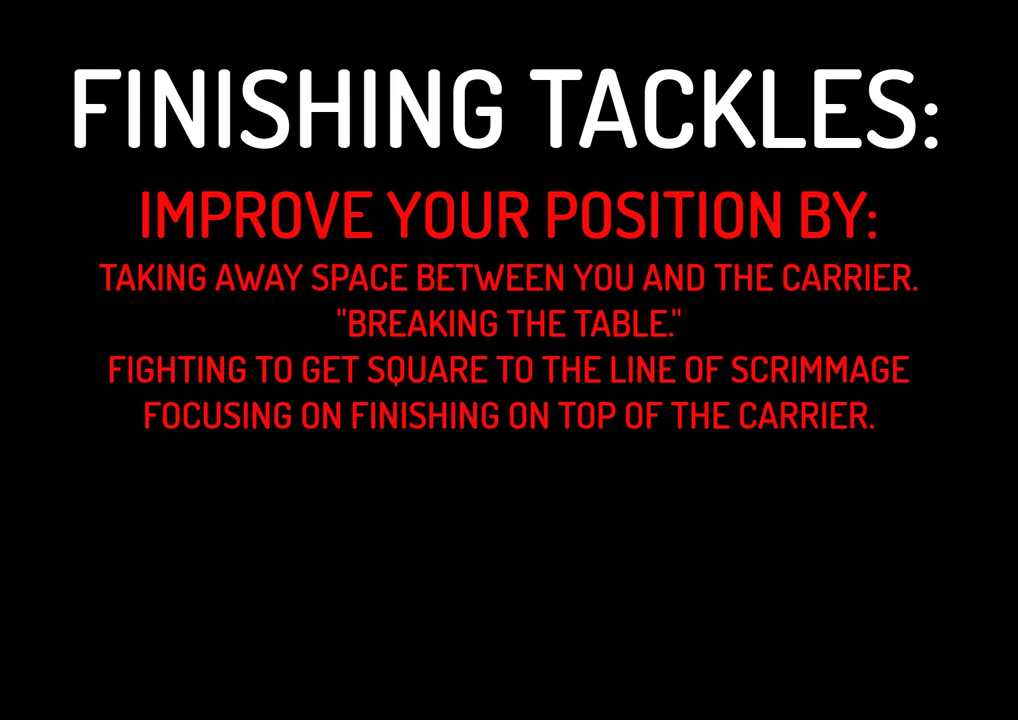 FINISHING TACKLES:
IMPROVE YOUR POSITION BY:
TAKING AWAY SPACE BETWEEN YOU AND THE CARRIER.
"BREAKING THE TABLE."
FIGHTING TO GET SQUARE TO THE LINE OF SCRIMMAGE
FOCUSING ON FINISHING ON TOP OF THE CARRIER.